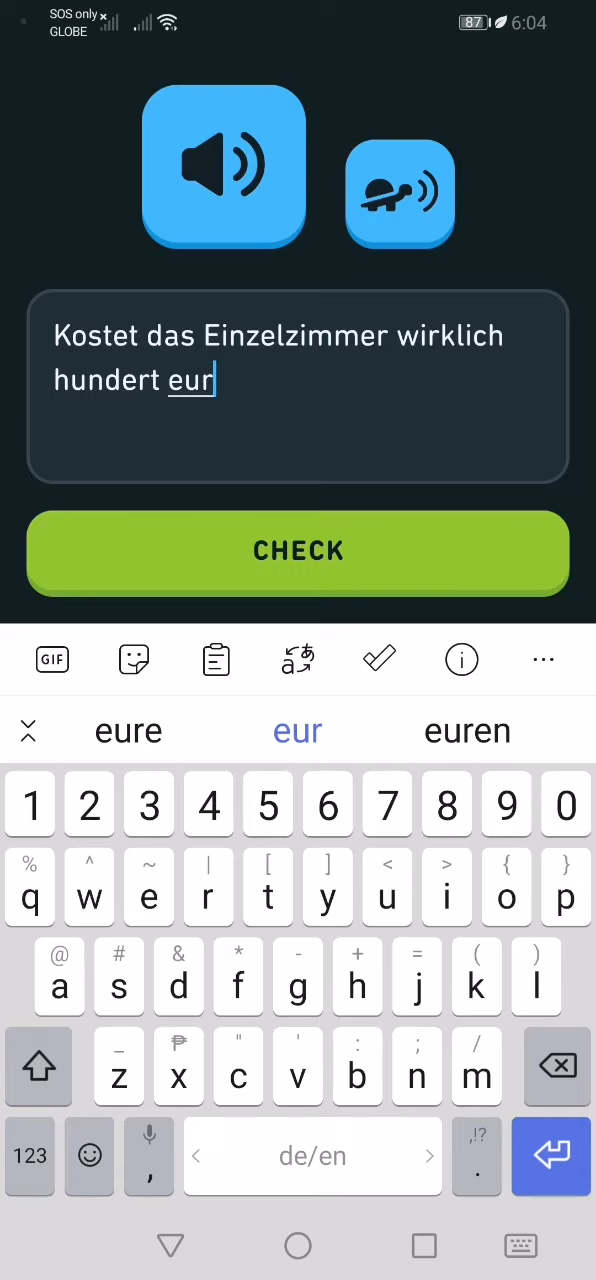 SOS only
GLOBE
87 6:04
Kostet das Einzelzimmer wirklich
hundert eur
CHECK
GIF
eure eur euren
1 2 3 4 5 6 7 8 9 0
% ^ ~ | [ ] < > { }
q w e r t y u i o p
@ # & * - + = ( )
a s d f g h j k l
_ ₱ " ' : ; /
z x c v b n m
123 , < de/en > ,!? .